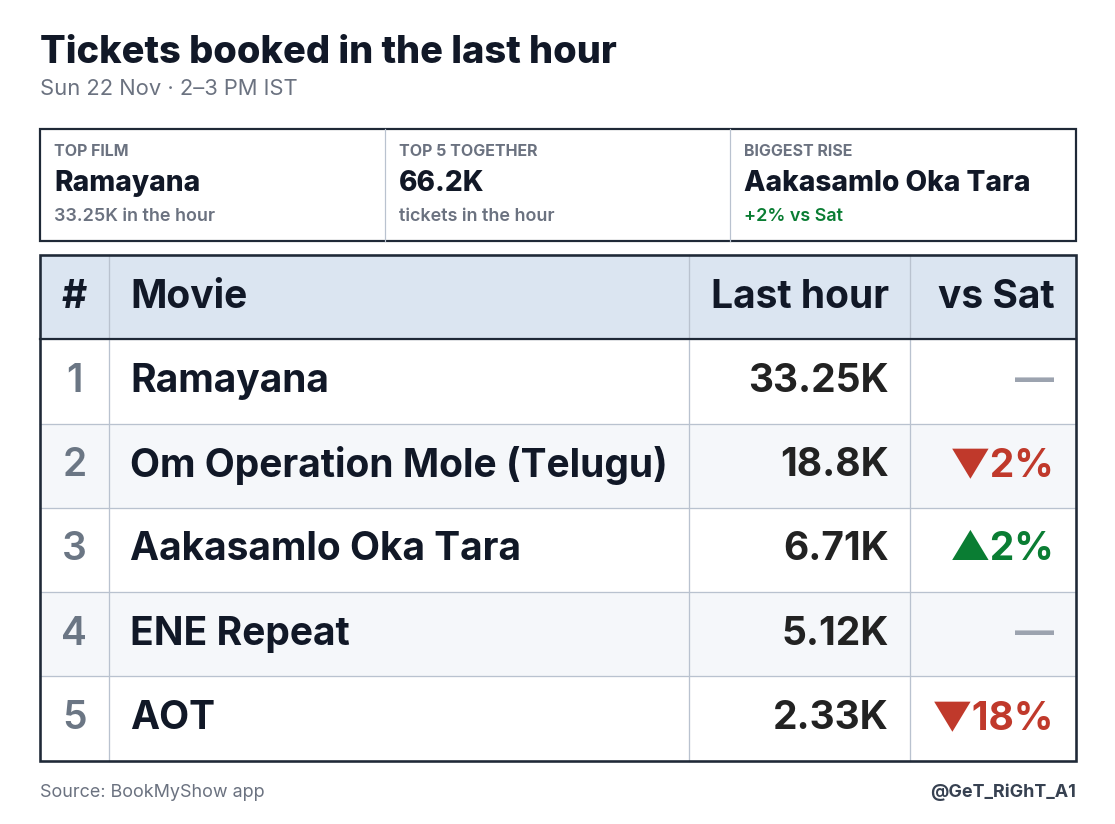 Tickets booked in the last hour
Sun 22 Nov · 2–3 PM IST
TOP FILM
Ramayana
33.25K in the hour
TOP 5 TOGETHER
66.2K
tickets in the hour
BIGGEST RISE
Aakasamlo Oka Tara
+2% vs Sat
# Movie Last hour vs Sat
1 Ramayana 33.25K —
2 Om Operation Mole (Telugu) 18.8K ▼2%
3 Aakasamlo Oka Tara 6.71K ▲2%
4 ENE Repeat 5.12K —
5 AOT 2.33K ▼18%
Source: BookMyShow app @GeT_RiGhT_A1